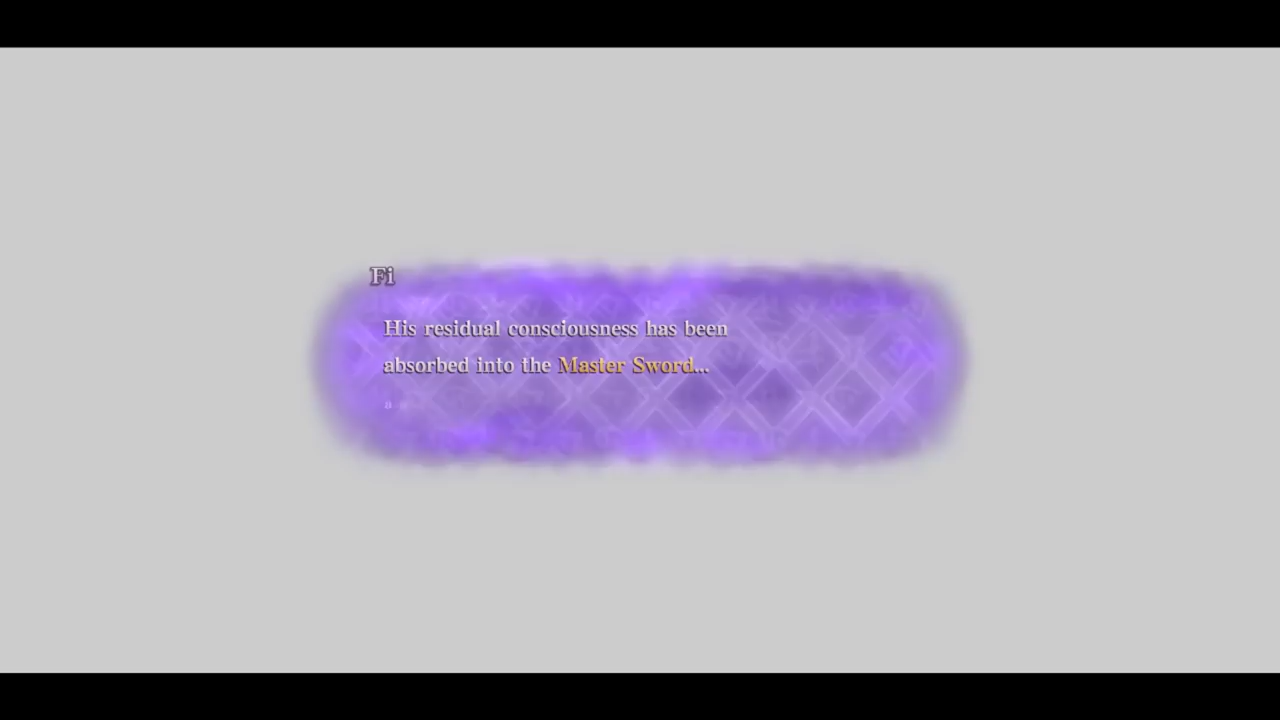 Fi
His residual consciousness has been
absorbed into the Master Sword...